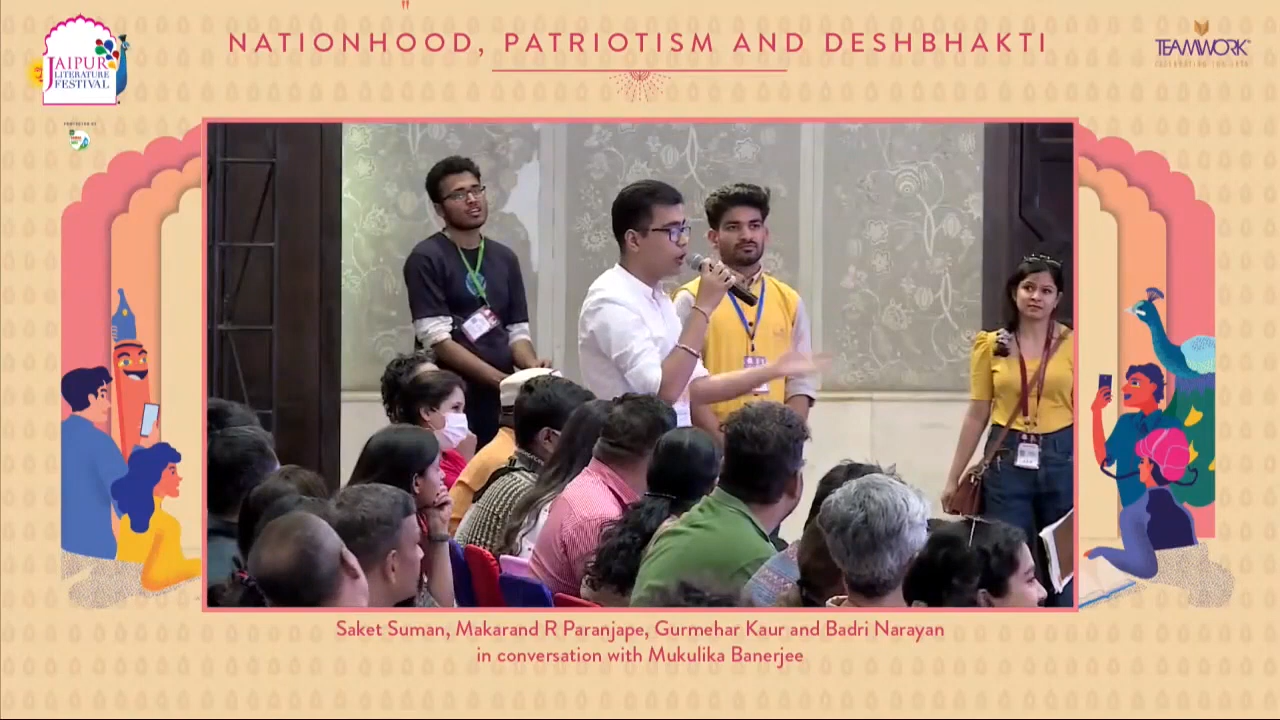 NATIONHOOD, PATRIOTISM AND DESHBHAKTI
JAIPUR
LITERATURE
FESTIVAL
TEAMWORK
Saket Suman, Makarand R Paranjape, Gurmehar Kaur and Badri Narayan
in conversation with Mukulika Banerjee